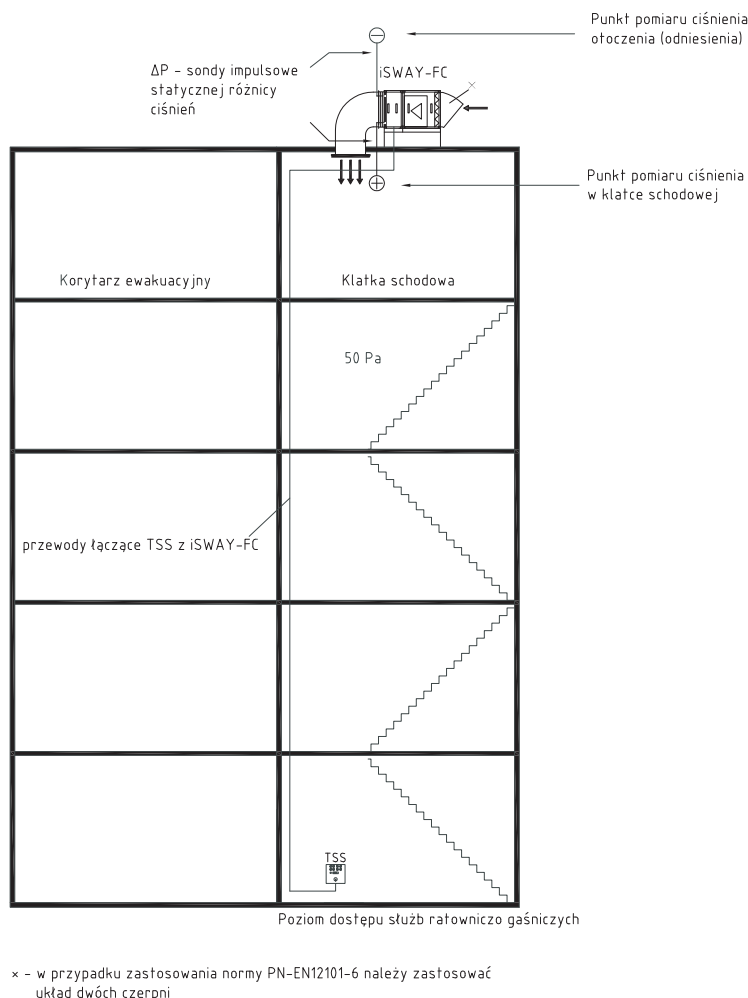 Punkt pomiaru ciśnienia
otoczenia (odniesienia)
ΔP - sondy impulsowe
statycznej różnicy
ciśnień
iSWAY-FC
×
Punkt pomiaru ciśnienia
w klatce schodowej
Korytarz ewakuacyjny
Klatka schodowa
50 Pa
przewody łączące TSS z iSWAY-FC
TSS
Poziom dostępu służb ratowniczo gaśniczych
× - w przypadku zastosowania normy PN-EN12101-6 należy zastosować
układ dwóch czerpni